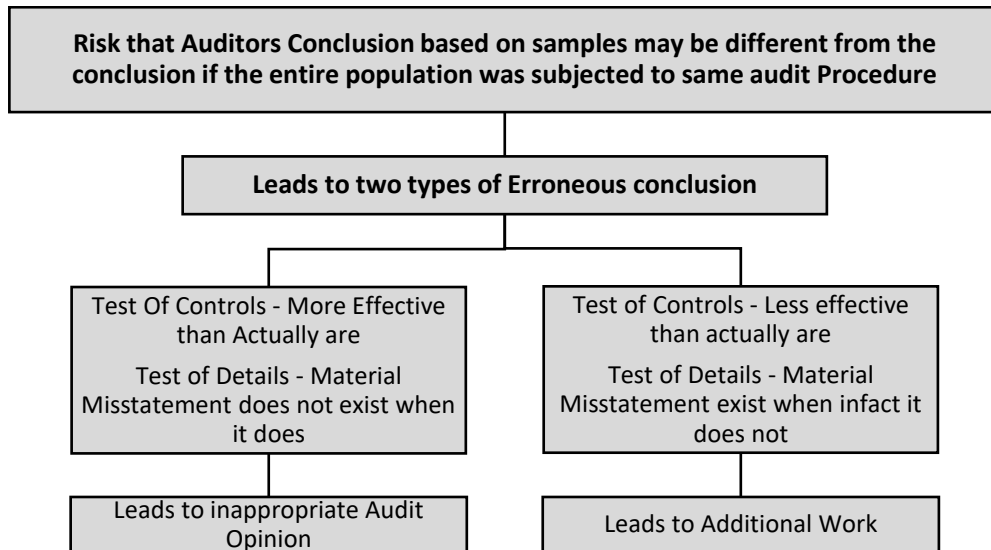 Risk that Auditors Conclusion based on samples may be different from the
conclusion if the entire population was subjected to same audit Procedure
Leads to two types of Erroneous conclusion
Test Of Controls - More Effective
than Actually are
Test of Details - Material
Misstatement does not exist when
it does
Test of Controls - Less effective
than actually are
Test of Details - Material
Misstatement exist when infact it
does not
Leads to inappropriate Audit
Opinion
Leads to Additional Work